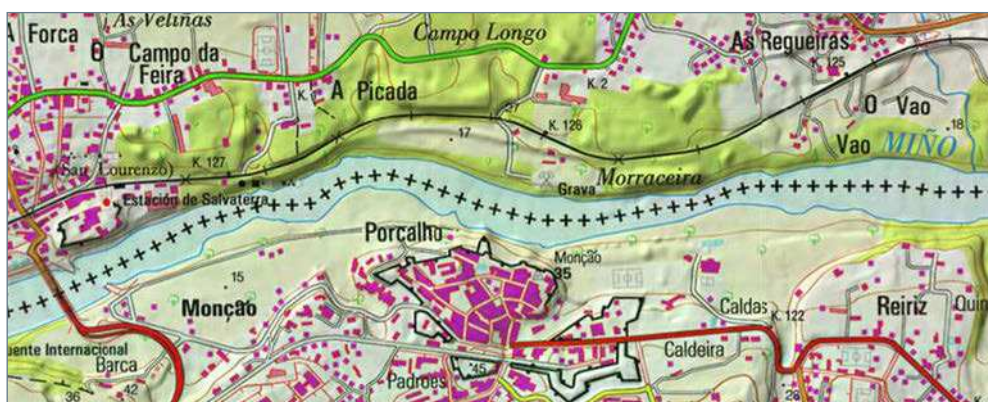 As Veliñas
A Forca
O Campo da
Feira
Campo Longo
As Regueiras
K. 125
A Picada
K. 2
O Vao
17
K. 126
18
Vao
MIÑO
(San Lourenzo)
K. 127
Grava
Morraceira
Estación de Salvaterra
Porcalho
Monção
35
15
Monção
Caldas
K. 122
Reiriz
Quin
uente Internacional
Barca
Caldeira
Padroes
45
42
36
28
K